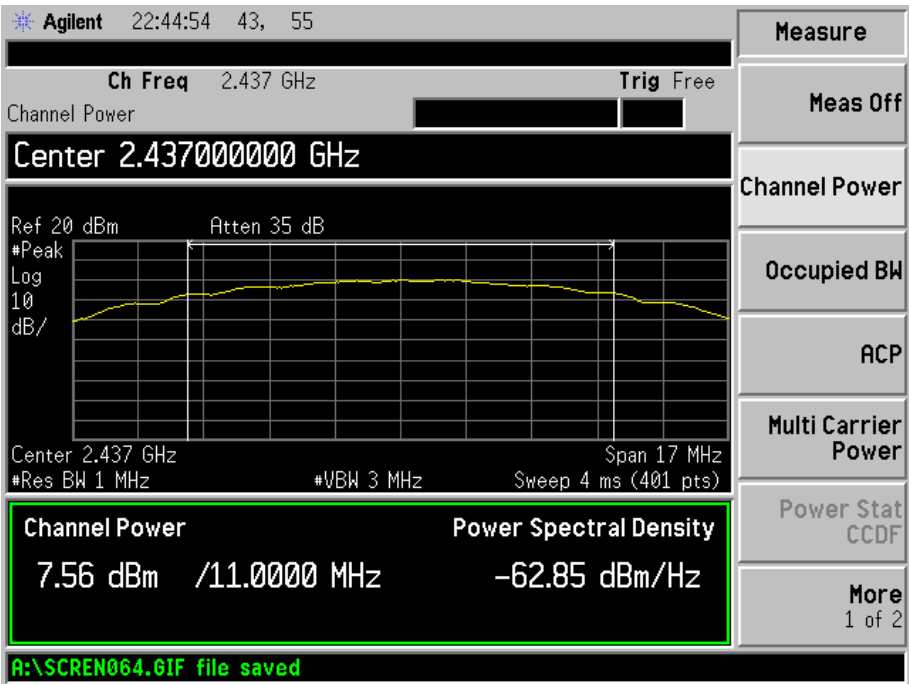 Agilent 22:44:54 43, 55
Ch Freq 2.437 GHz Trig Free
Channel Power
Center 2.437000000 GHz
Ref 20 dBm Atten 35 dB
#Peak
Log
10
dB/
Center 2.437 GHz Span 17 MHz
#Res BW 1 MHz #VBW 3 MHz Sweep 4 ms (401 pts)
Channel Power Power Spectral Density
7.56 dBm /11.0000 MHz -62.85 dBm/Hz
A:\SCREN064.GIF file saved
Measure
Meas Off
Channel Power
Occupied BW
ACP
Multi Carrier
Power
Power Stat
CCDF
More
1 of 2